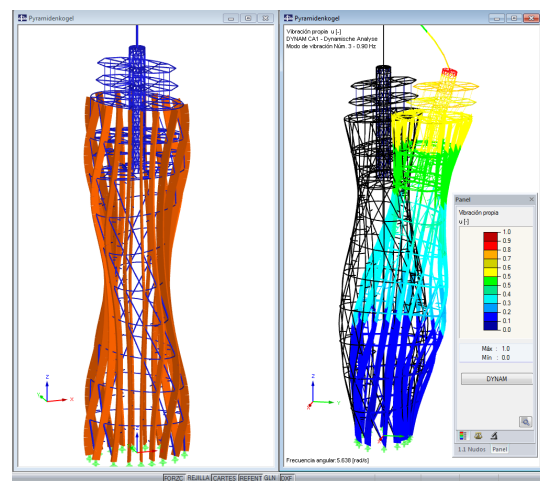 Pyramidenkogel
Pyramidenkogel
Vibración propia u [-]
DYNAM CA1 - Dynamische Analyse
Modo de vibración Núm. 3 - 0.90 Hz
Panel
Vibración propia
u [-]
1.0
0.9
0.8
0.7
0.6
0.5
0.5
0.4
0.3
0.2
0.1
0.0
Máx : 1.0
Mín : 0.0
DYNAM
1.1 Nudos Panel
Z
Y
X
Z
X
Y
Z
Frecuencia angular: 5.638 [rad/s]
FORZC REJILLA CARTES REFENT GLN DXF